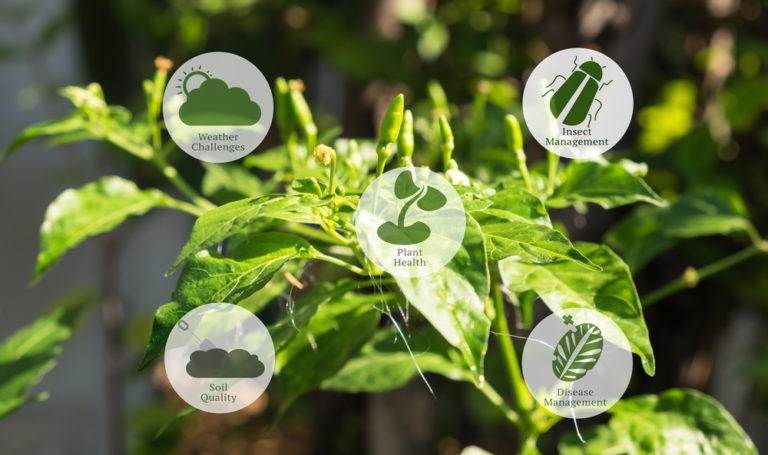 Weather
Challenges
Insect
Management
Plant
Health
Soil
Quality
Disease
Management